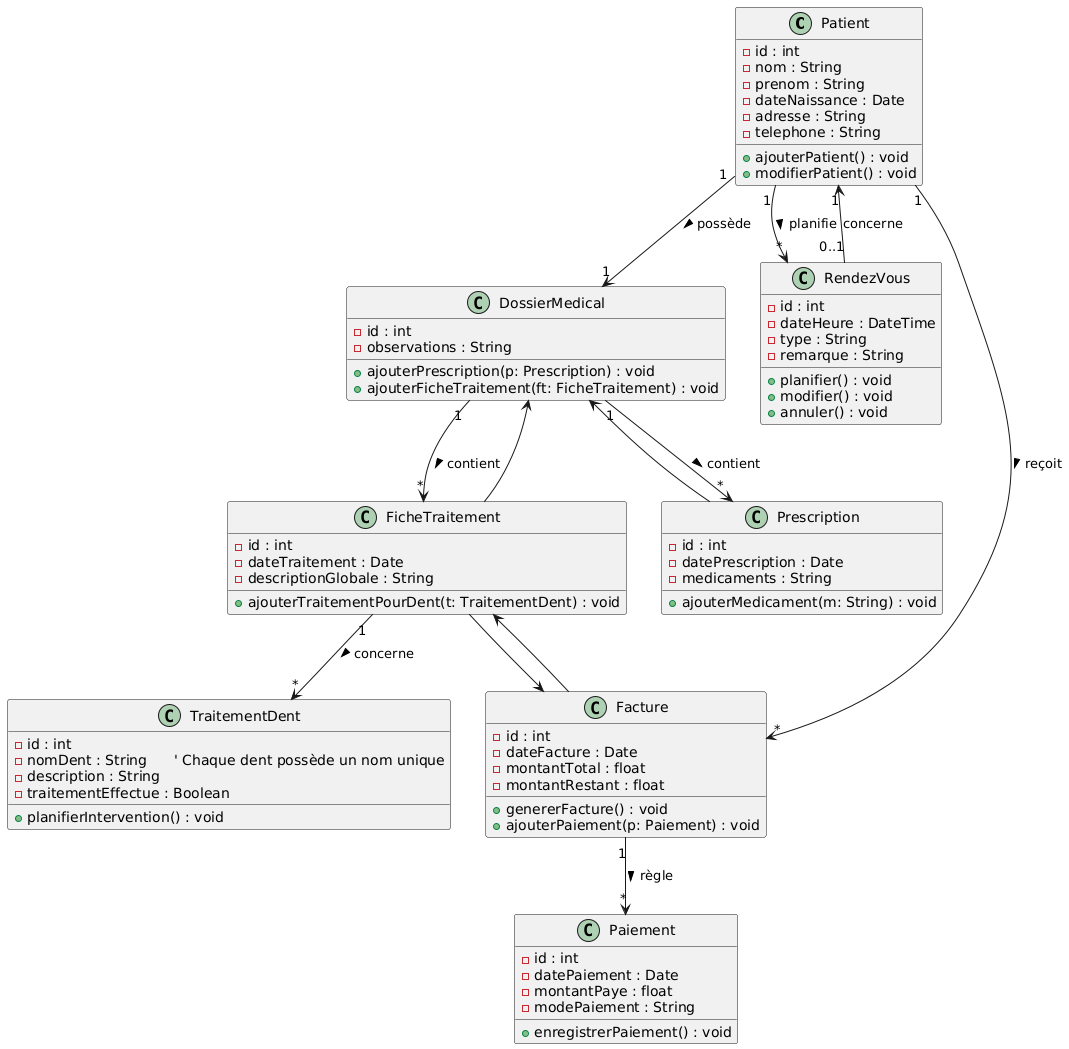 C Patient
id : int
nom : String
prenom : String
dateNaissance : Date
adresse : String
telephone : String
ajouterPatient() : void
modifierPatient() : void
1
1
1
1
possède
planifie
concerne
*
0..1
1
C DossierMedical
id : int
observations : String
ajouterPrescription(p: Prescription) : void
ajouterFicheTraitement(ft: FicheTraitement) : void
C RendezVous
id : int
dateHeure : DateTime
type : String
remarque : String
planifier() : void
modifier() : void
annuler() : void
1
1
contient
contient
reçoit
*
*
C FicheTraitement
id : int
dateTraitement : Date
descriptionGlobale : String
ajouterTraitementPourDent(t: TraitementDent) : void
C Prescription
id : int
datePrescription : Date
medicaments : String
ajouterMedicament(m: String) : void
1
concerne
*
*
C TraitementDent
id : int
nomDent : String ' Chaque dent possède un nom unique
description : String
traitementEffectue : Boolean
planifierIntervention() : void
C Facture
id : int
dateFacture : Date
montantTotal : float
montantRestant : float
genererFacture() : void
ajouterPaiement(p: Paiement) : void
1
règle
*
C Paiement
id : int
datePaiement : Date
montantPaye : float
modePaiement : String
enregistrerPaiement() : void